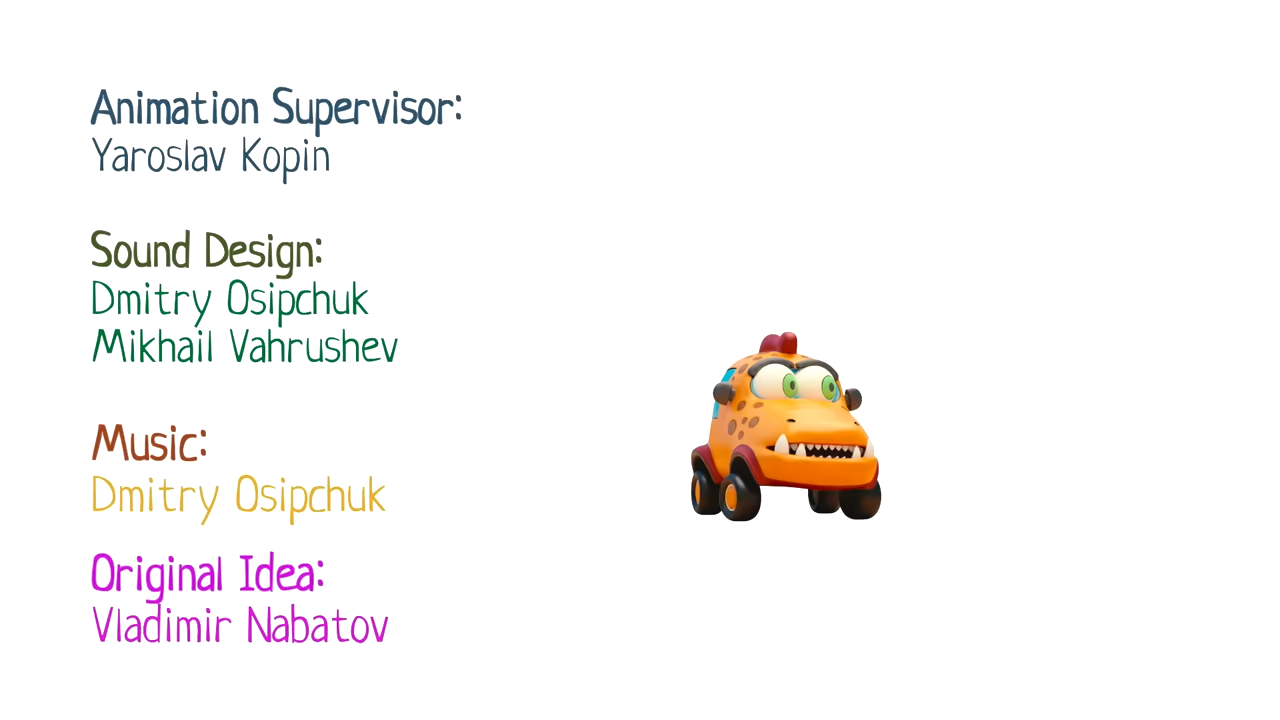 Animation Supervisor:
Yaroslav Kopin
Sound Design:
Dmitry Osipchuk
Mikhail Vahrushev
Music:
Dmitry Osipchuk
Original Idea:
Vladimir Nabatov